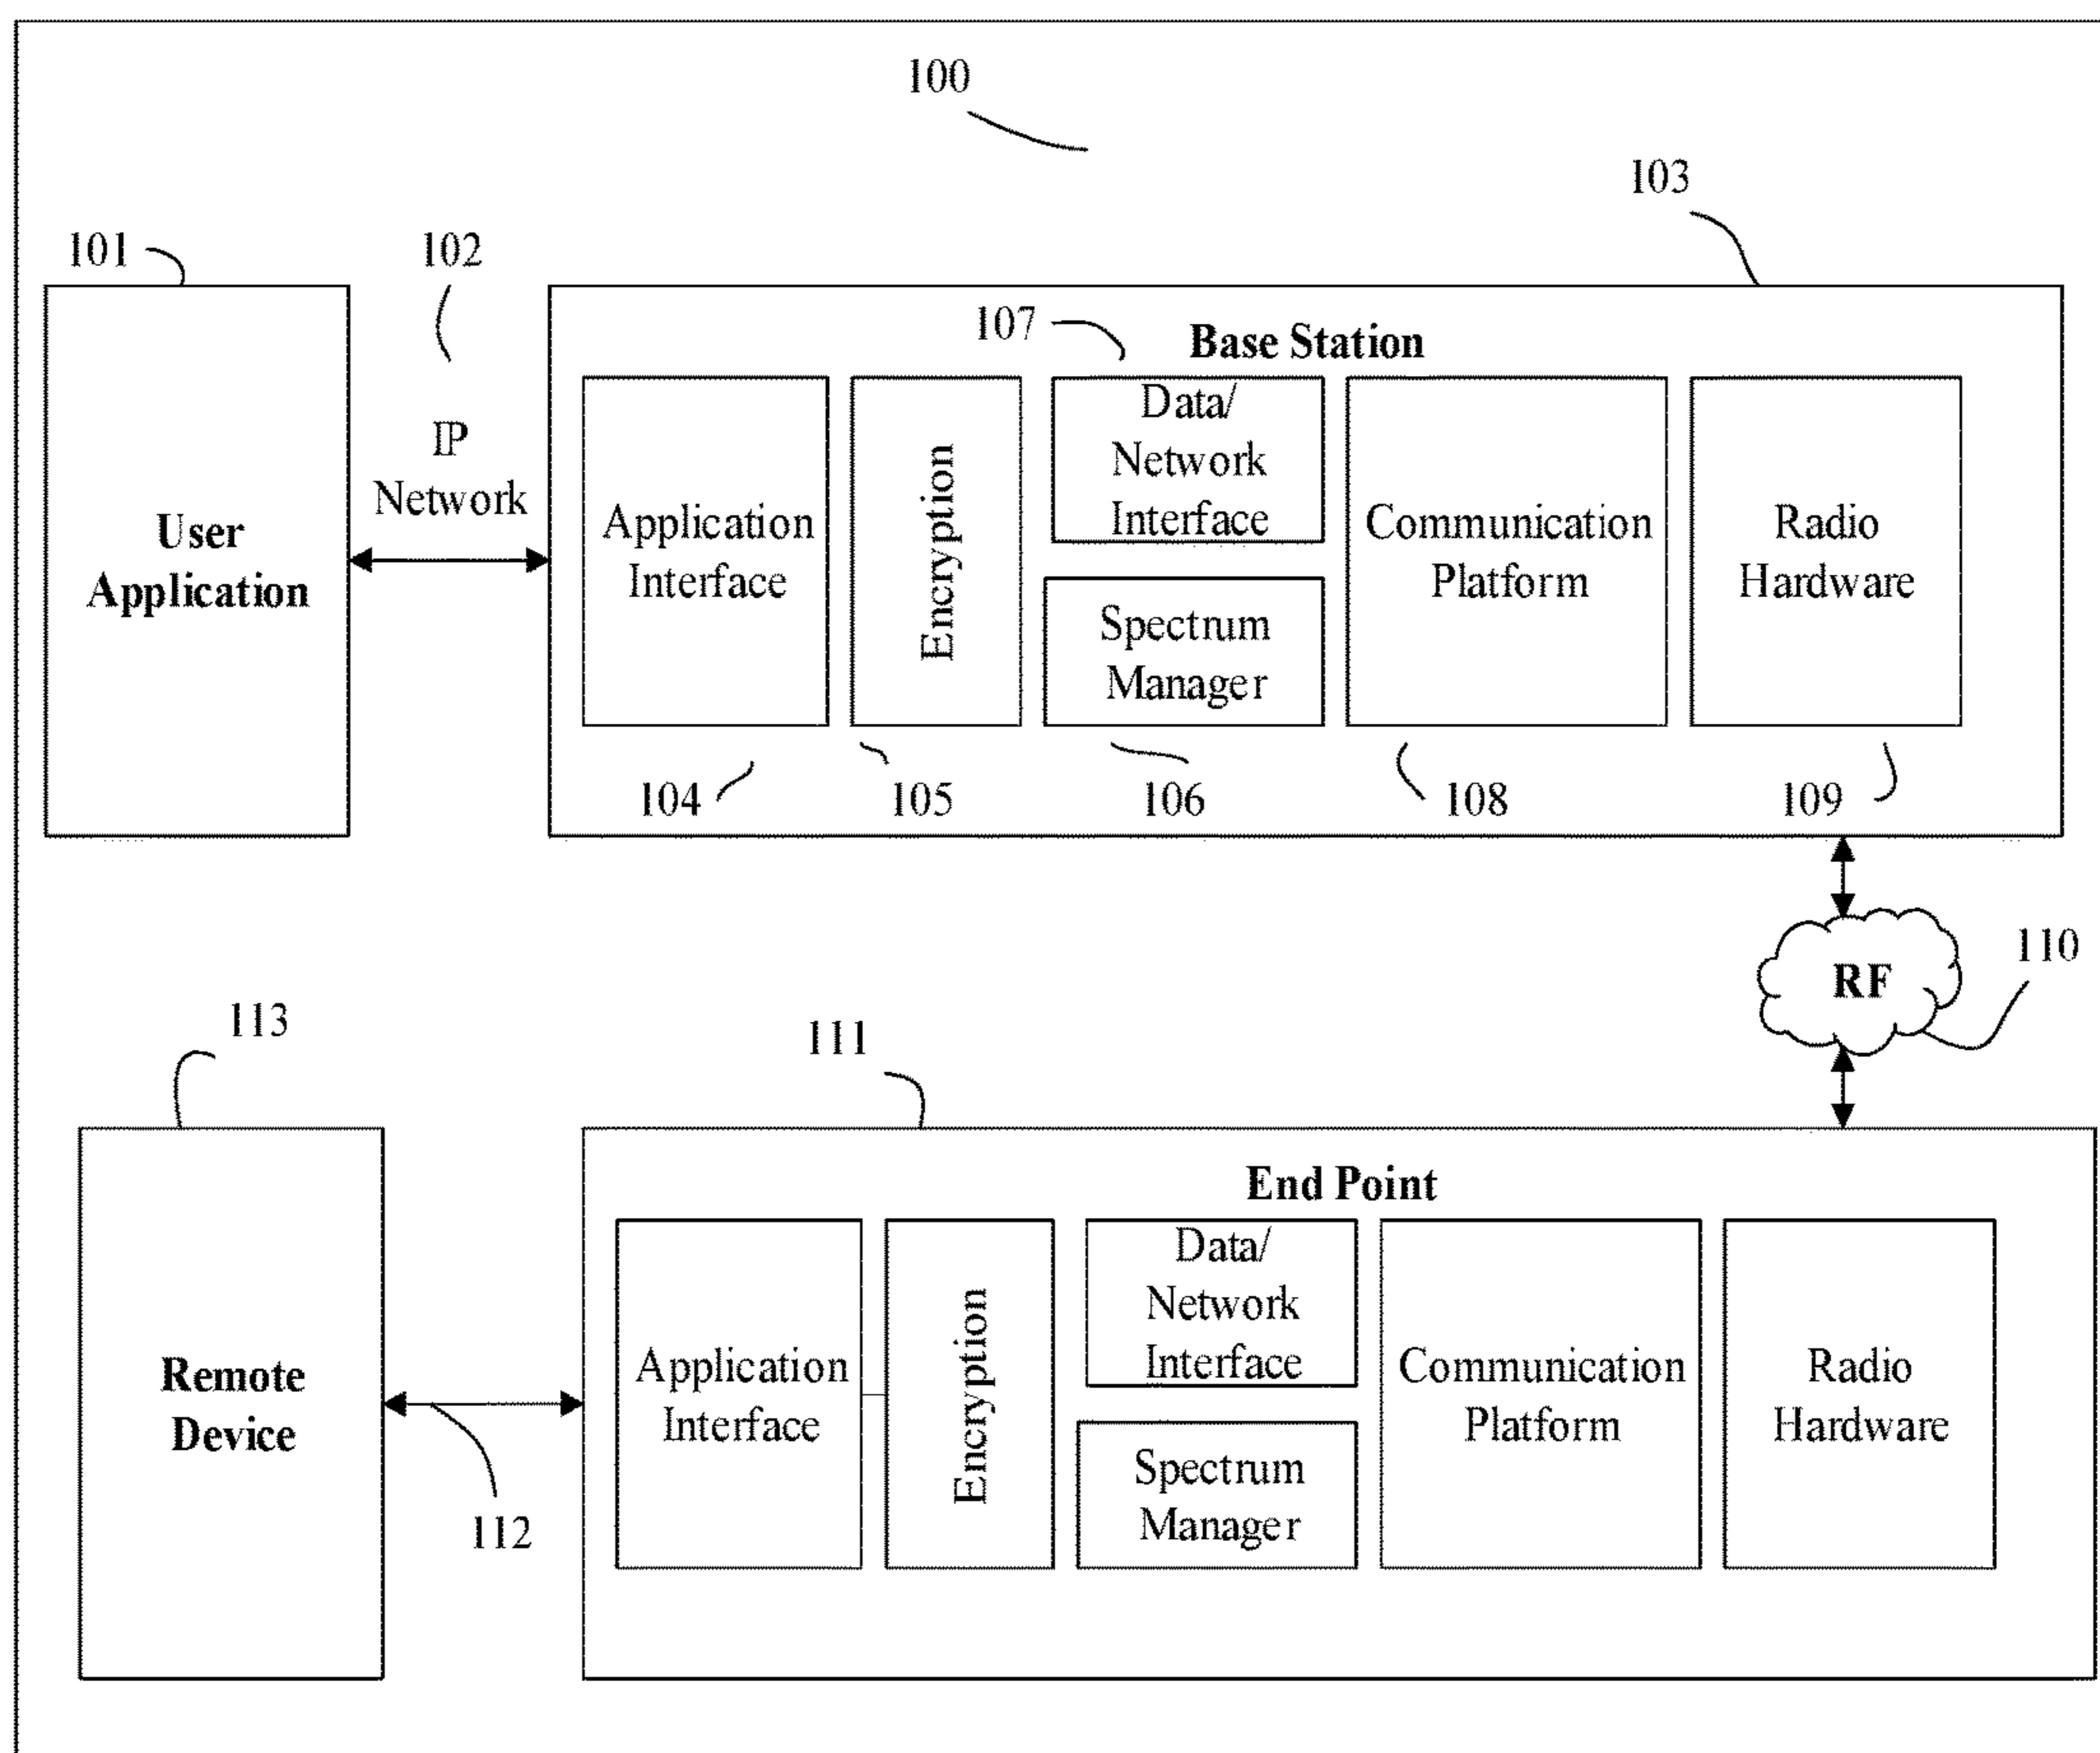 100
103
101
102
107
Base Station
IP
Network
User
Application
Application
Interface
Encryption
Data/
Network
Interface
Spectrum
Manager
Communication
Platform
Radio
Hardware
104
105
106
108
109
RF
110
113
111
End Point
Remote
Device
112
Application
Interface
Encryption
Data/
Network
Interface
Spectrum
Manager
Communication
Platform
Radio
Hardware